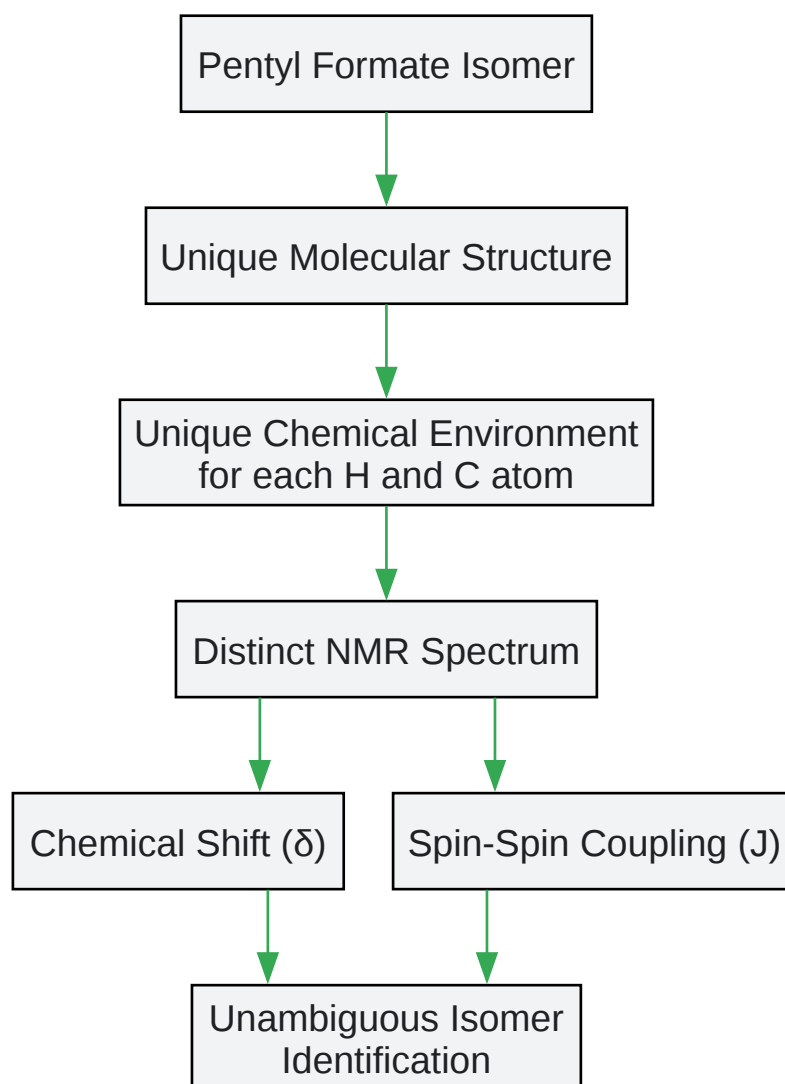 Pentyl Formate Isomer
Unique Molecular Structure
Unique Chemical Environment
for each H and C atom
Distinct NMR Spectrum
Chemical Shift (δ)
Spin-Spin Coupling (J)
Unambiguous Isomer
Identification